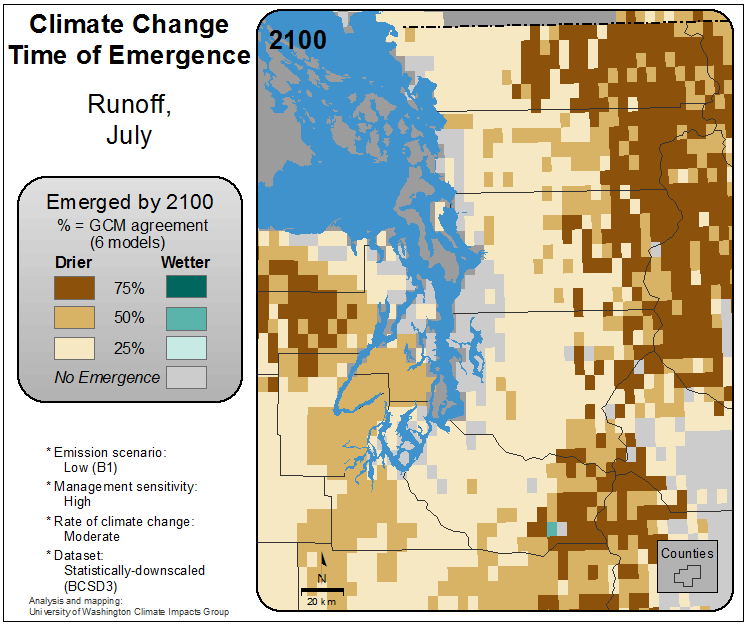 Climate Change
Time of Emergence
Runoff,
July
Emerged by 2100
% = GCM agreement
(6 models)
Drier Wetter
75%
50%
25%
No Emergence
* Emission scenario:
Low (B1)
* Management sensitivity:
High
* Rate of climate change:
Moderate
* Dataset:
Statistically-downscaled
(BCSD3)
Analysis and mapping:
University of Washington Climate Impacts Group
2100
N
20 km
Counties